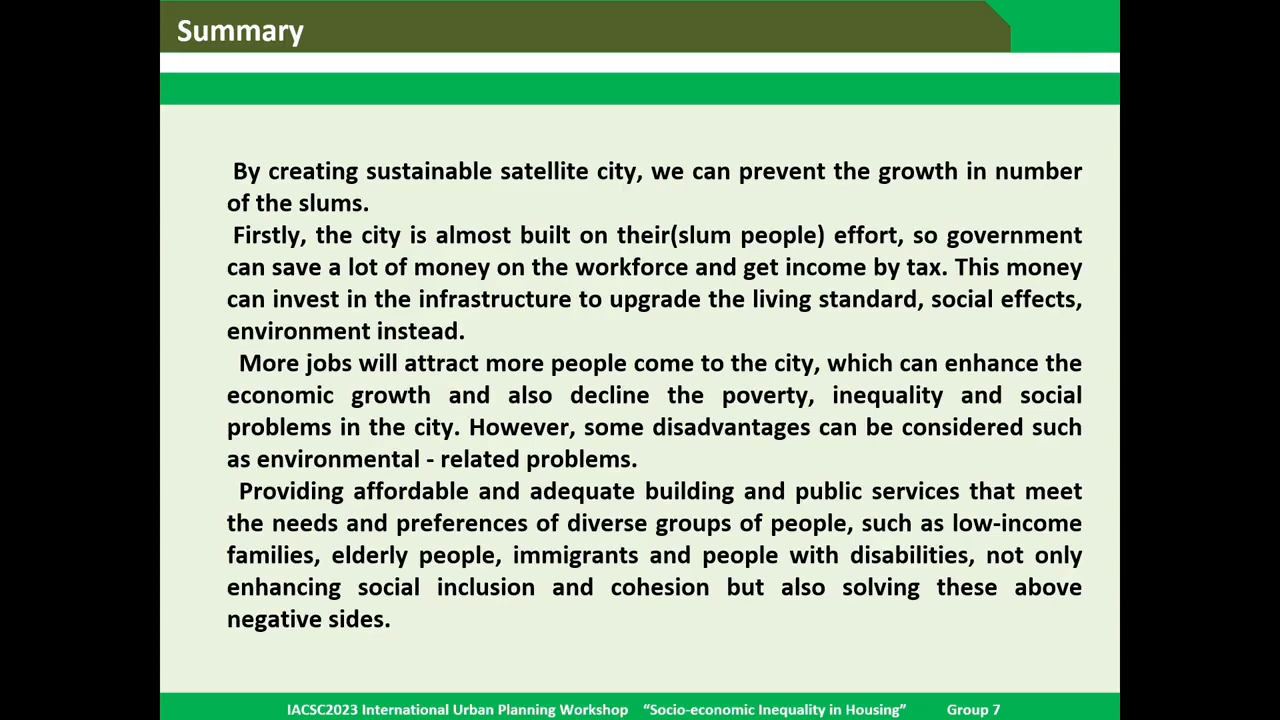 Summary
By creating sustainable satellite city, we can prevent the growth in number
of the slums.
Firstly, the city is almost built on their(slum people) effort, so government
can save a lot of money on the workforce and get income by tax. This money
can invest in the infrastructure to upgrade the living standard, social effects,
environment instead.
More jobs will attract more people come to the city, which can enhance the
economic growth and also decline the poverty, inequality and social
problems in the city. However, some disadvantages can be considered such
as environmental - related problems.
Providing affordable and adequate building and public services that meet
the needs and preferences of diverse groups of people, such as low-income
families, elderly people, immigrants and people with disabilities, not only
enhancing social inclusion and cohesion but also solving these above
negative sides.
IACSC2023 International Urban Planning Workshop “Socio-economic Inequality in Housing” Group 7